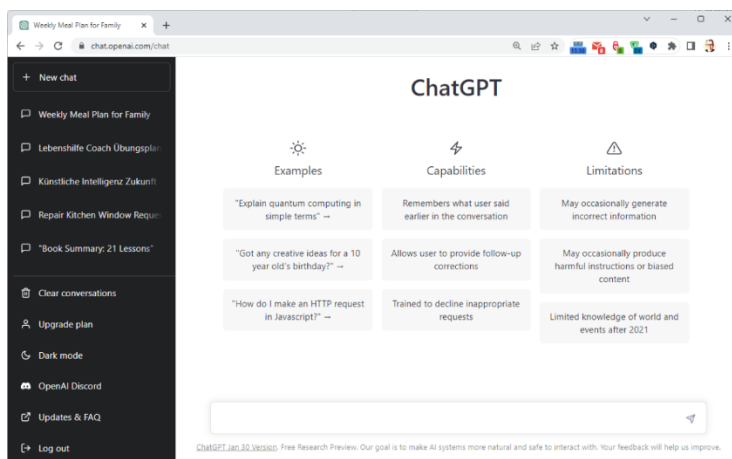 Weekly Meal Plan for Family
chat.openai.com/chat
New chat
Weekly Meal Plan for Family
Lebenshilfe Coach Übungsplan
Künstliche Intelligenz Zukunft
Repair Kitchen Window Reque
"Book Summary: 21 Lessons"
Clear conversations
Upgrade plan
Dark mode
OpenAI Discord
Updates & FAQ
Log out
ChatGPT
Examples
"Explain quantum computing in
simple terms" →
"Got any creative ideas for a 10
year old's birthday?" →
"How do I make an HTTP request
in Javascript?" →
Capabilities
Remembers what user said
earlier in the conversation
Allows user to provide follow-up
corrections
Trained to decline inappropriate
requests
Limitations
May occasionally generate
incorrect information
May occasionally produce
harmful instructions or biased
content
Limited knowledge of world and
events after 2021
ChatGPT Jan 30 Version. Free Research Preview. Our goal is to make AI systems more natural and safe to interact with. Your feedback will help us improve.